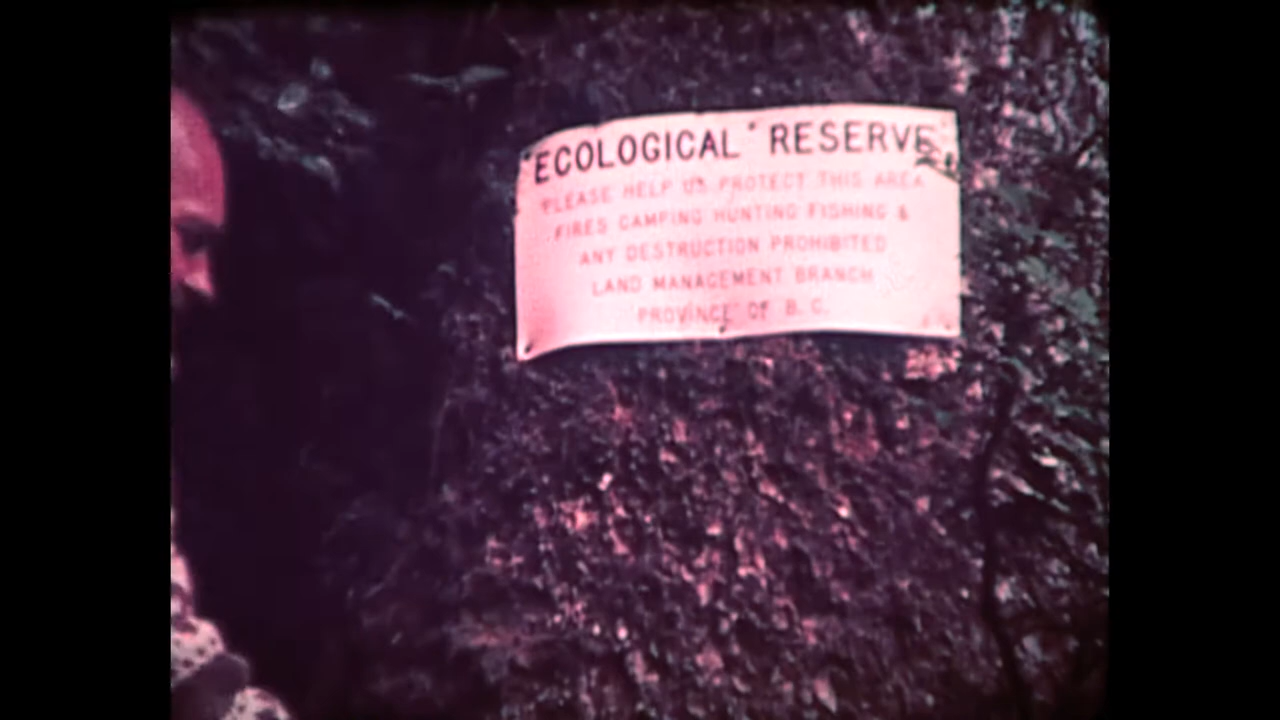 "ECOLOGICAL" RESERVE
PLEASE HELP US PROTECT THIS AREA
FIRES CAMPING HUNTING FISHING &
ANY DESTRUCTION PROHIBITED
LAND MANAGEMENT BRANCH
PROVINCE OF B. C.